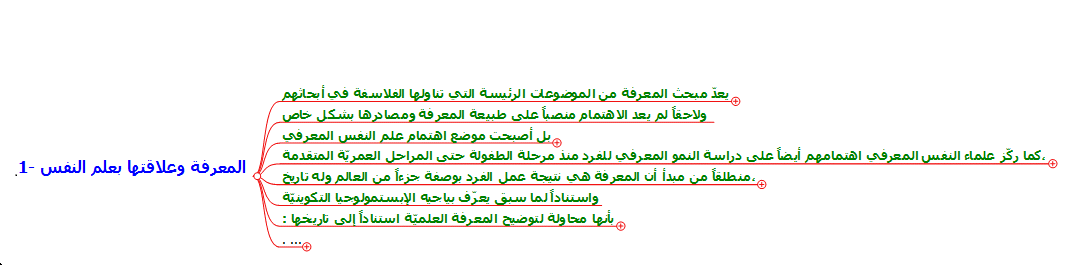 1- المعرفة وعلاقتها بعلم النفس.
يعدّ مبحث المعرفة من الموضوعات الرئيسة التي تناولها الفلاسفة في أبحاثهم
ولاحقاً لم يعد الاهتمام منصباً على طبيعة المعرفة ومصادرها بشكل خاص
بل أصبحت موضع اهتمام علم النفس المعرفي
كما ركّز علماء النفس المعرفي اهتمامهم أيضاً على دراسة النمو المعرفي للفرد منذ مرحلة الطفولة حتى المراحل العمريّة المتقدمة،
منطلقاً من مبدأ أن المعرفة هي نتيجة عمل الفرد بوصفة جزءاً من العالم وله تاريخ،
واستناداً لما سبق يعرّف بياجيه الإبستمولوجيا التكوينيّة
بأنها محاولة لتوضيح المعرفة العلميّة استناداً إلى تاريخها :
... .